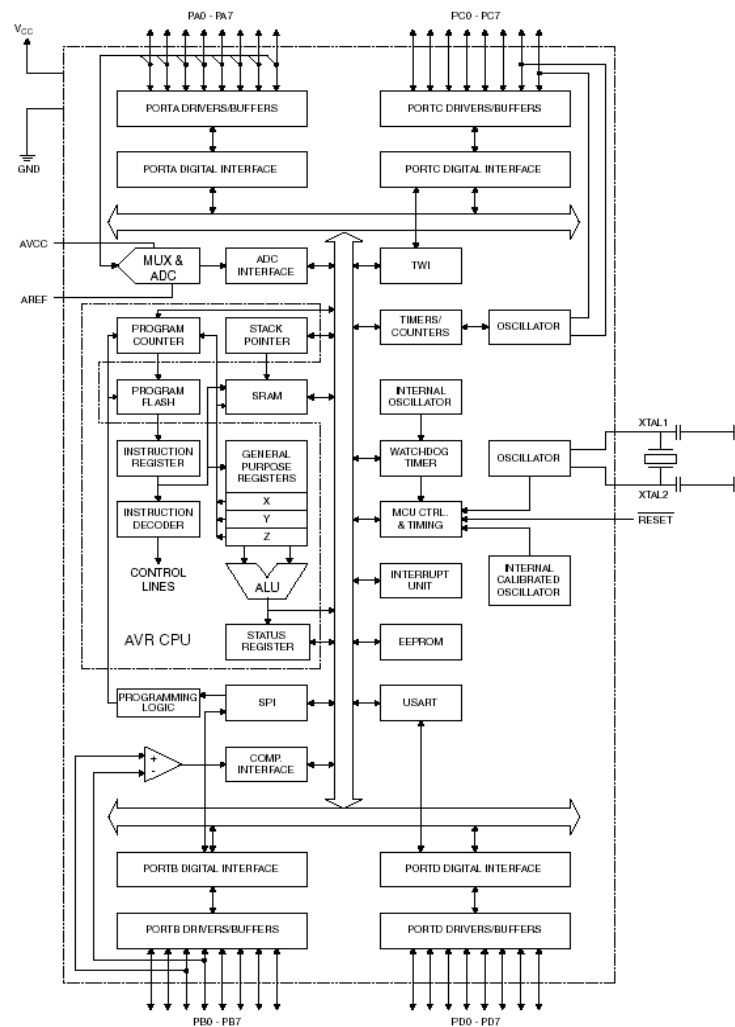 PA0 - PA7
PC0 - PC7
VCC
PORTA DRIVERS/BUFFERS
PORTC DRIVERS/BUFFERS
GND
PORTA DIGITAL INTERFACE
PORTC DIGITAL INTERFACE
AVCC
MUX &
ADC
ADC
INTERFACE
TWI
AREF
PROGRAM
COUNTER
STACK
POINTER
TIMERS/
COUNTERS
OSCILLATOR
PROGRAM
FLASH
SRAM
INTERNAL
OSCILLATOR
XTAL1
INSTRUCTION
REGISTER
GENERAL
PURPOSE
REGISTERS
WATCHDOG
TIMER
OSCILLATOR
XTAL2
X
Y
Z
INSTRUCTION
DECODER
MCU CTRL.
& TIMING
RESET
CONTROL
LINES
ALU
INTERRUPT
UNIT
INTERNAL
CALIBRATED
OSCILLATOR
AVR CPU
STATUS
REGISTER
EEPROM
PROGRAMMING
LOGIC
SPI
USART
+
-
COMP.
INTERFACE
PORTB DIGITAL INTERFACE
PORTD DIGITAL INTERFACE
PORTB DRIVERS/BUFFERS
PORTD DRIVERS/BUFFERS
PB0 - PB7
PD0 - PD7